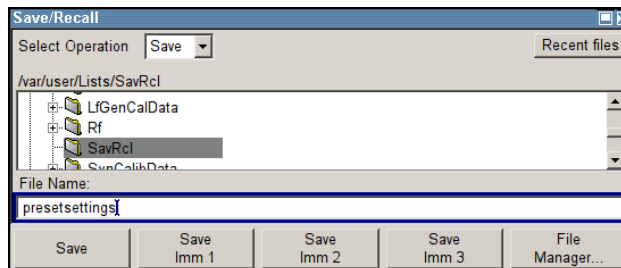 Save/Recall
Select Operation Save Recent files
/var/user/Lists/SavRcl
LfGenCalData
Rf
SavRcl
SynCalibData
File Name:
presetsettings
Save
Save Imm 1
Save Imm 2
Save Imm 3
File Manager...